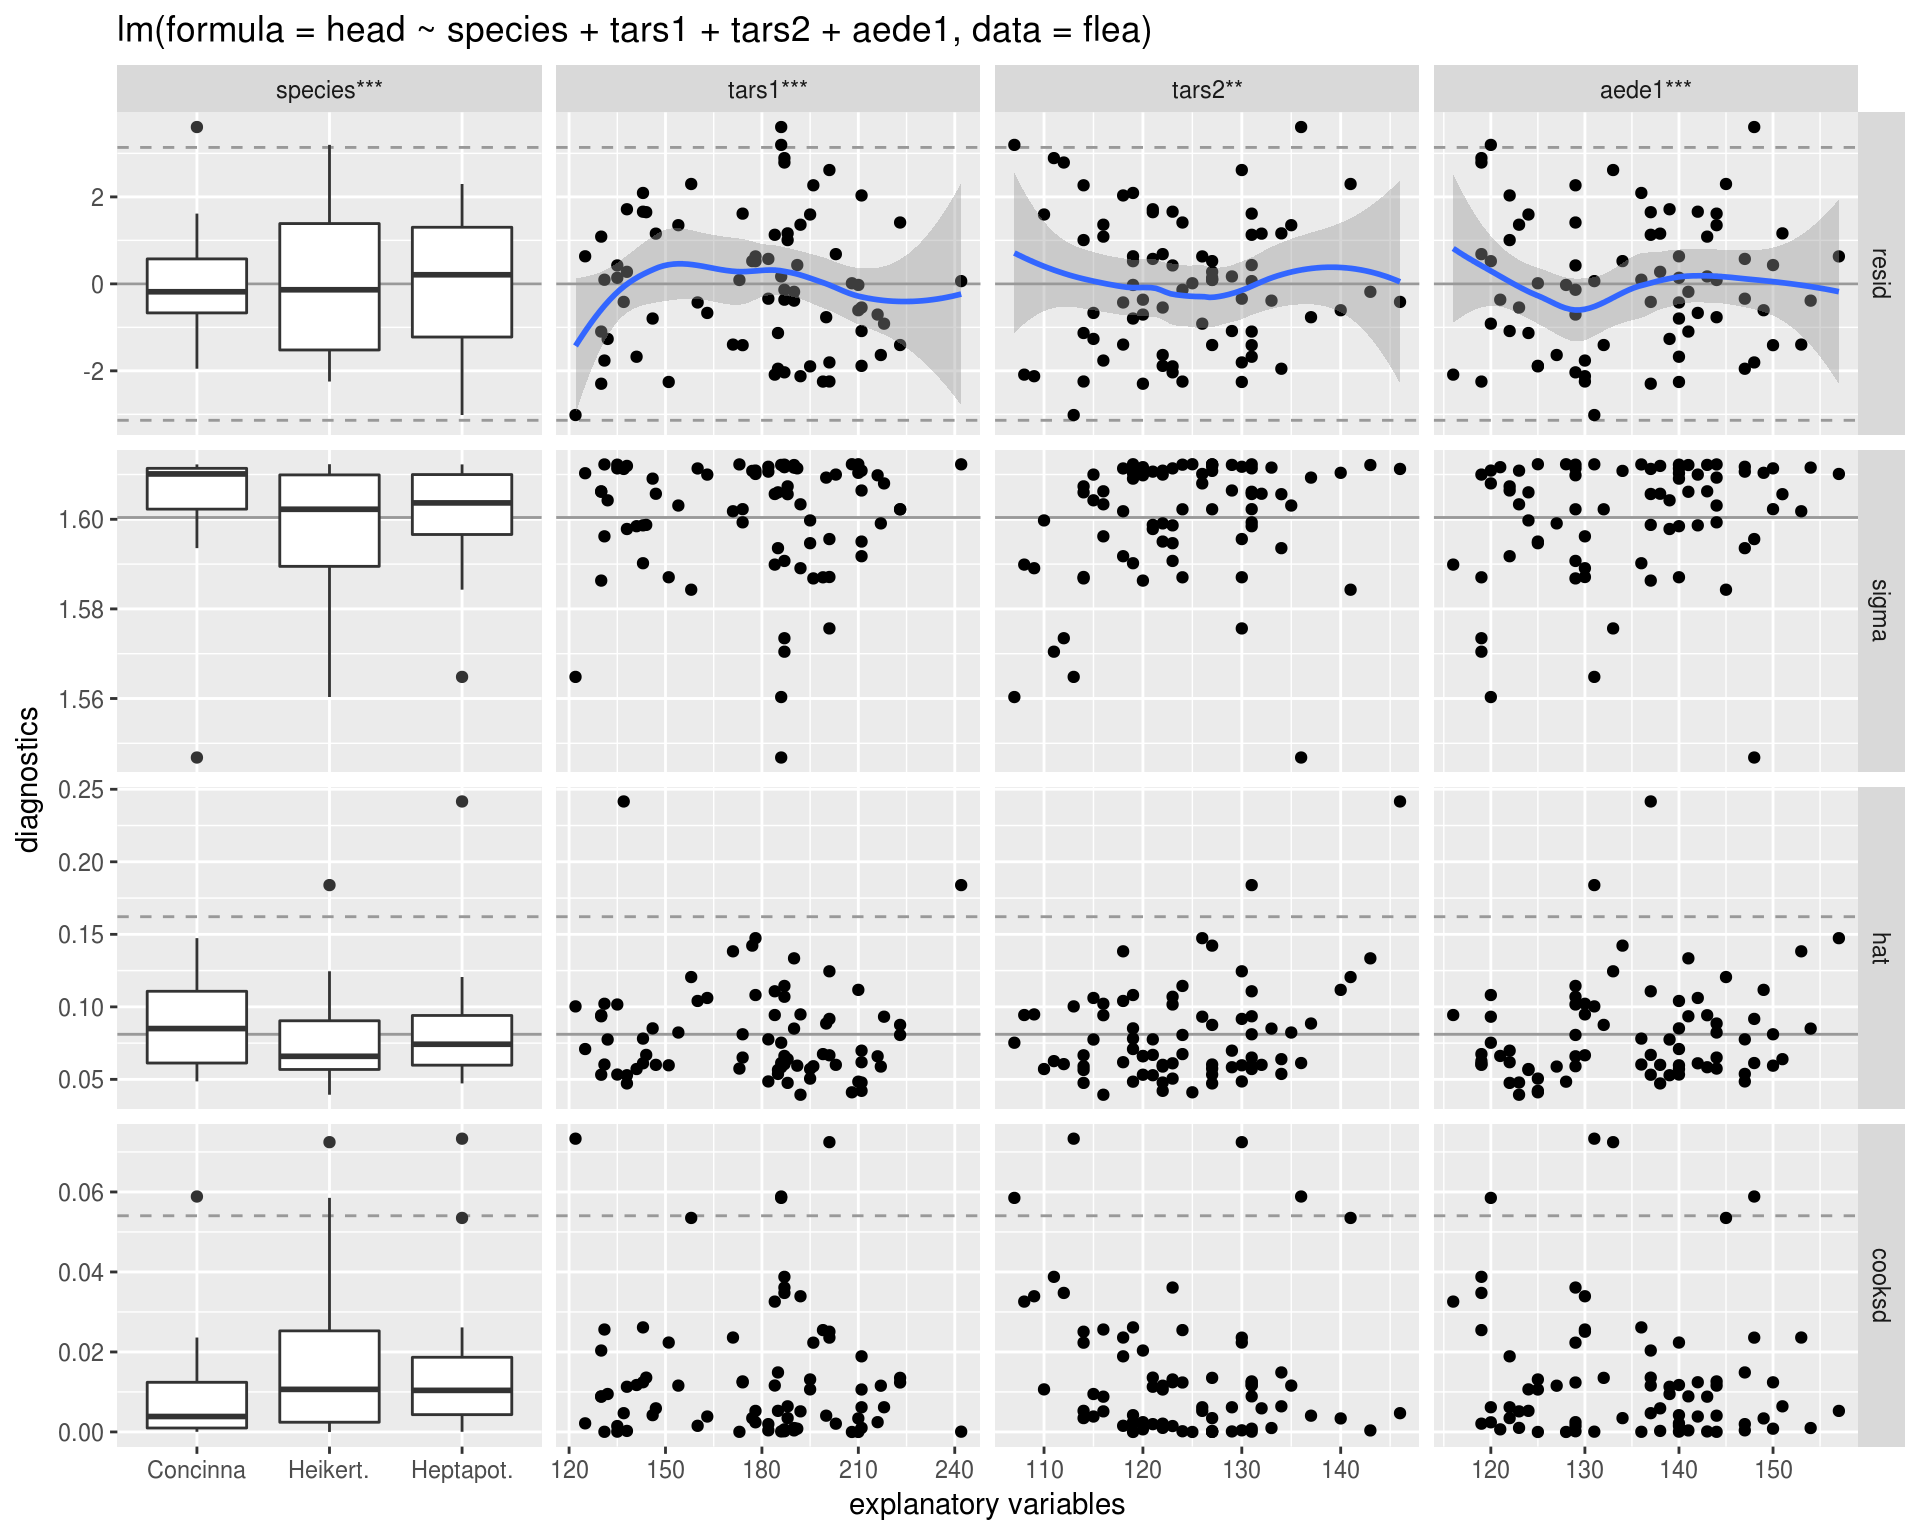 lm(formula = head ~ species + tars1 + tars2 + aede1, data = flea)
species*** tars1*** tars2** aede1***
2
0
-2
resid
1.60
1.58
1.56
sigma
0.25
0.20
0.15
0.10
0.05
hat
0.06
0.04
0.02
0.00
cooksd
diagnostics
Concinna Heikert. Heptapot. 120 150 180 210 240 110 120 130 140 120 130 140 150
explanatory variables